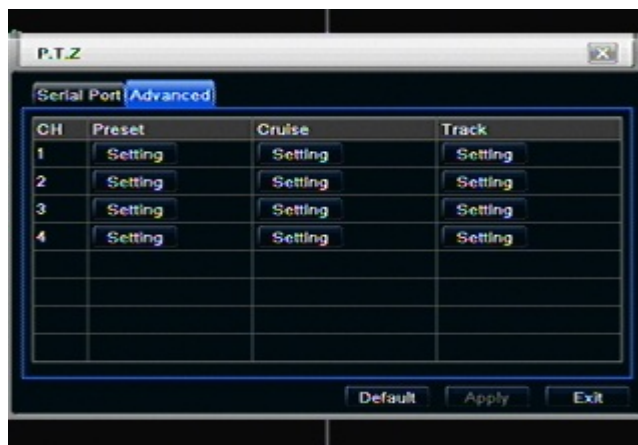 P.T.Z
Serial Port Advanced
CH Preset Cruise Track
1 Setting Setting Setting
2 Setting Setting Setting
3 Setting Setting Setting
4 Setting Setting Setting
Default Apply Exit